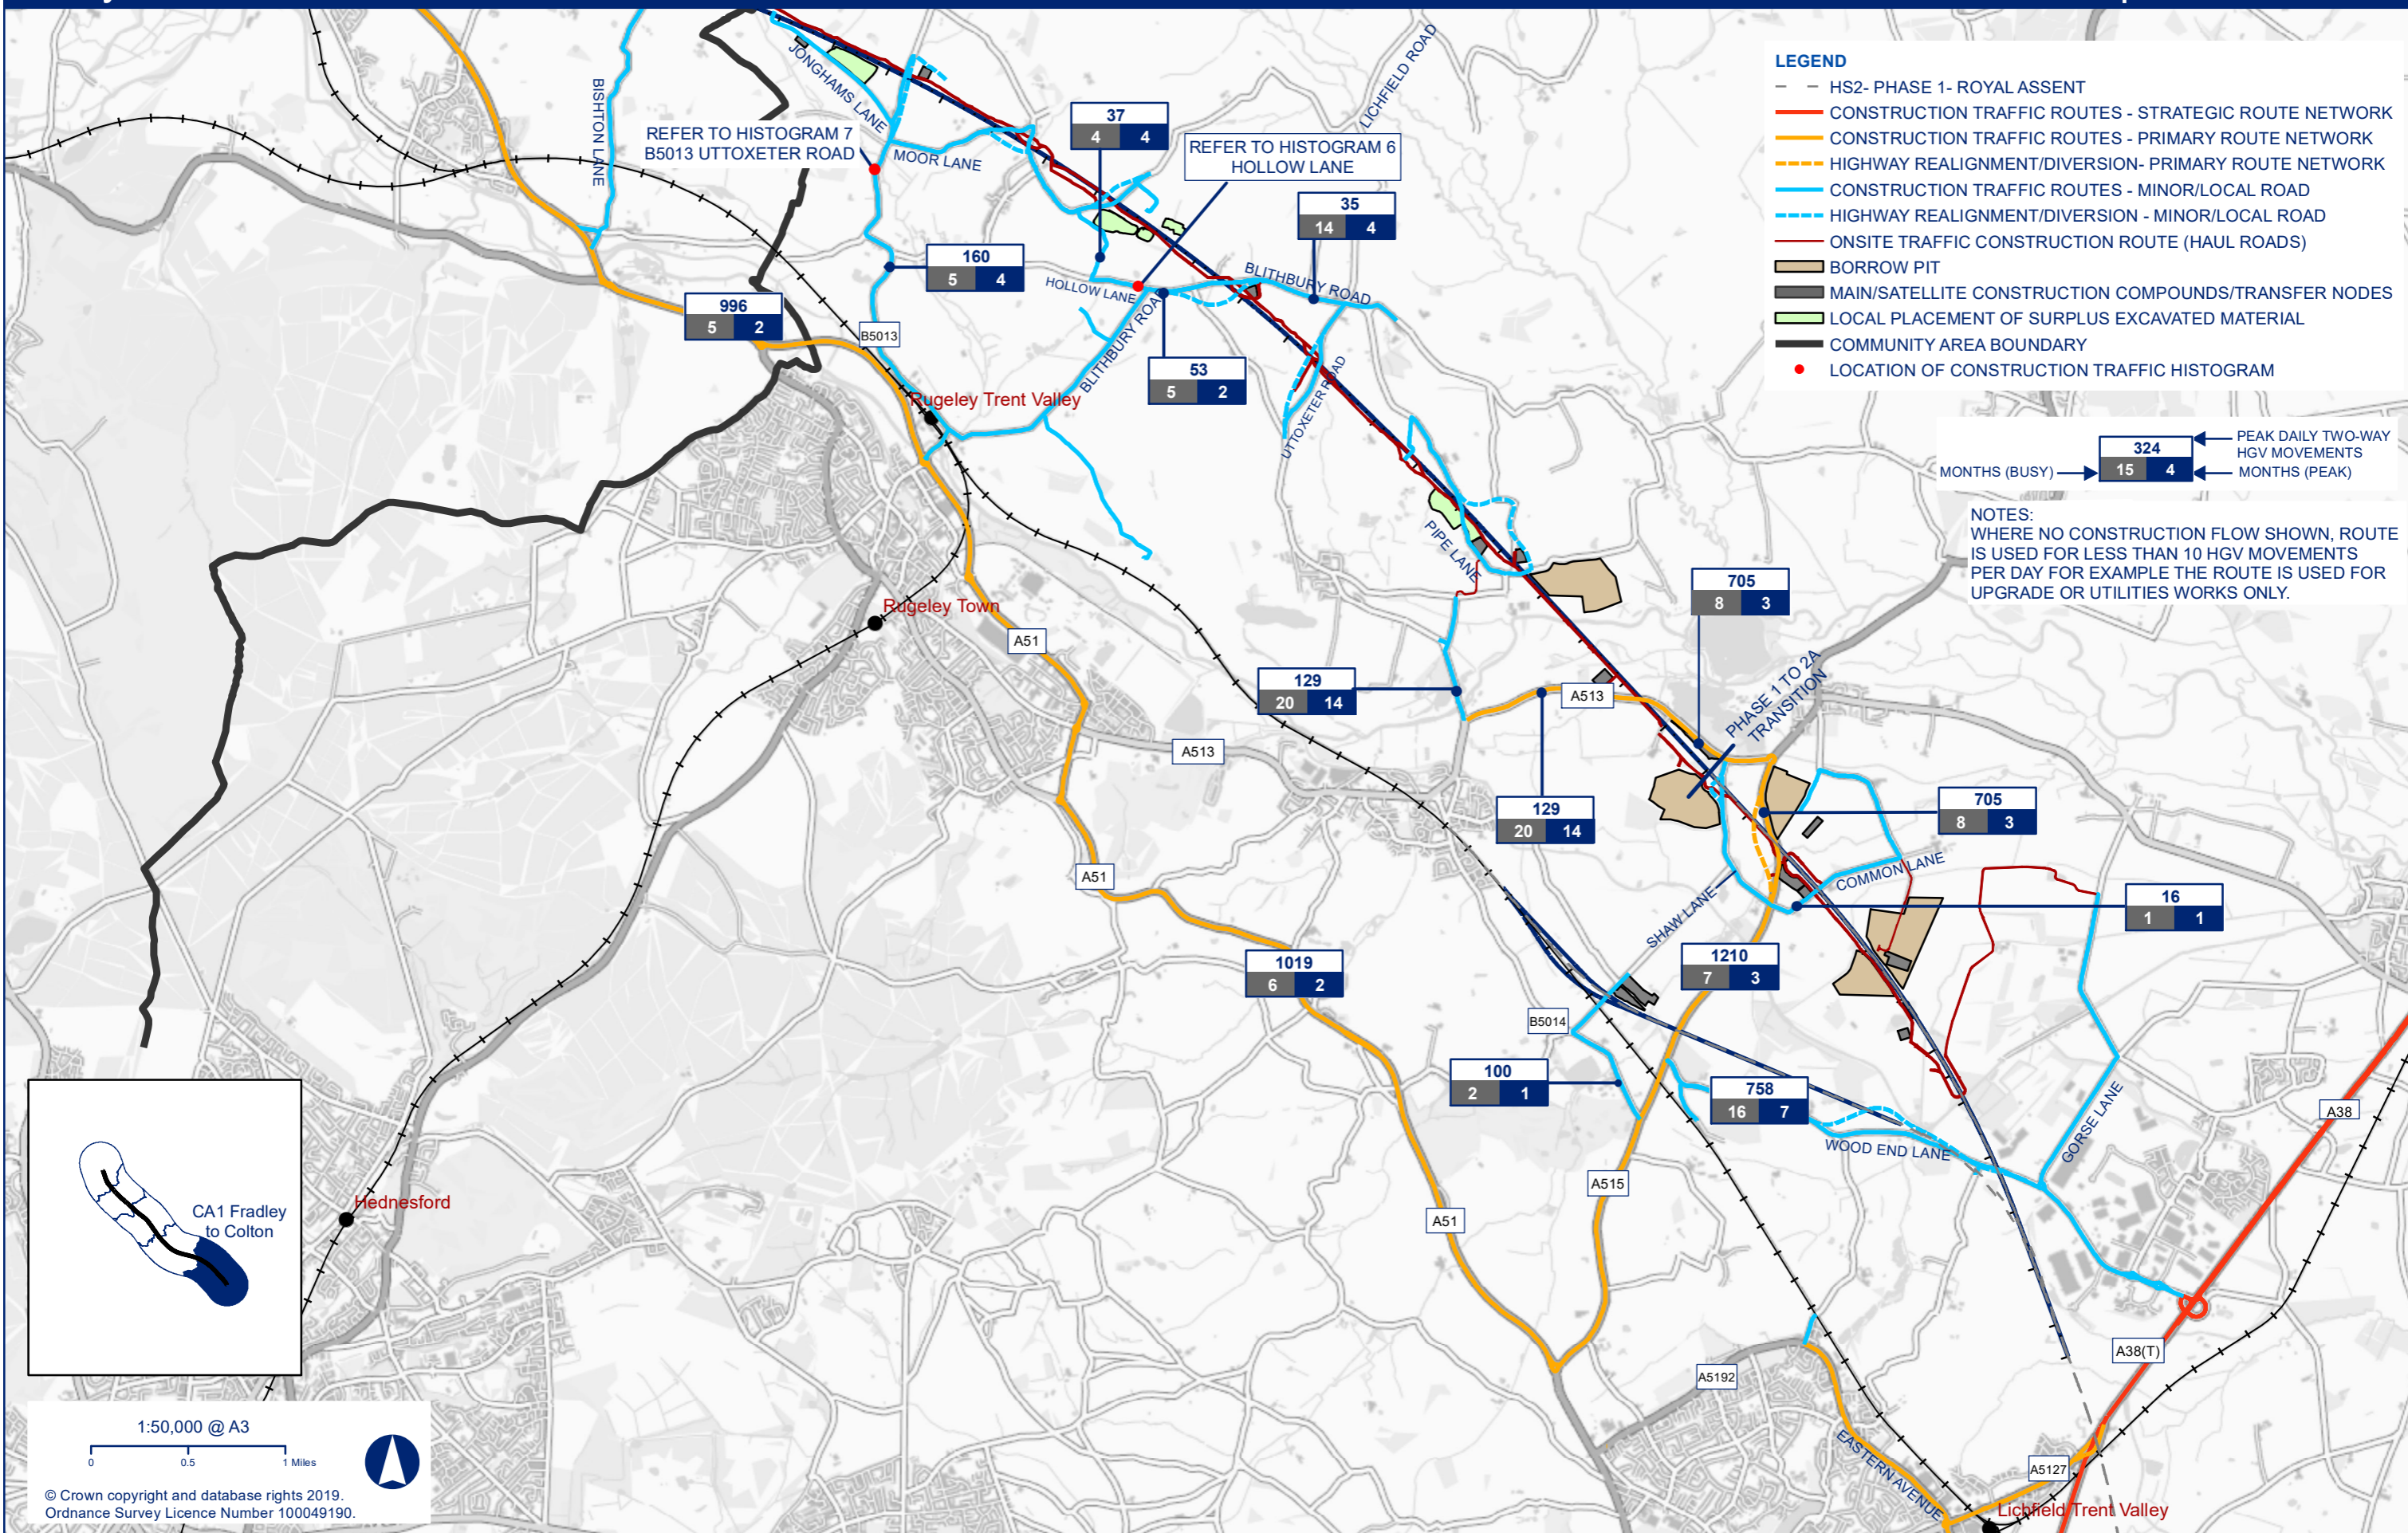 LEGEND
HS2- PHASE 1- ROYAL ASSENT
CONSTRUCTION TRAFFIC ROUTES - STRATEGIC ROUTE NETWORK
CONSTRUCTION TRAFFIC ROUTES - PRIMARY ROUTE NETWORK
HIGHWAY REALIGNMENT/DIVERSION- PRIMARY ROUTE NETWORK
CONSTRUCTION TRAFFIC ROUTES - MINOR/LOCAL ROAD
HIGHWAY REALIGNMENT/DIVERSION - MINOR/LOCAL ROAD
ONSITE TRAFFIC CONSTRUCTION ROUTE (HAUL ROADS)
BORROW PIT
MAIN/SATELLITE CONSTRUCTION COMPOUNDS/TRANSFER NODES
LOCAL PLACEMENT OF SURPLUS EXCAVATED MATERIAL
COMMUNITY AREA BOUNDARY
LOCATION OF CONSTRUCTION TRAFFIC HISTOGRAM
324
15 4
PEAK DAILY TWO-WAY
HGV MOVEMENTS
MONTHS (BUSY)
MONTHS (PEAK)
NOTES:
WHERE NO CONSTRUCTION FLOW SHOWN, ROUTE
IS USED FOR LESS THAN 10 HGV MOVEMENTS
PER DAY FOR EXAMPLE THE ROUTE IS USED FOR
UPGRADE OR UTILITIES WORKS ONLY.
BISHTON LANE
JONGHAMS LANE
LICHFIELD ROAD
REFER TO HISTOGRAM 7
B5013 UTTOXETER ROAD
MOOR LANE
37
4 4
REFER TO HISTOGRAM 6
HOLLOW LANE
35
14 4
160
5 4
HOLLOW LANE
BLITHBURY ROAD
BLITHBURY ROAD
996
5 2
B5013
53
5 2
UTTOXETER ROAD
Rugeley Trent Valley
PIPE LANE
Rugeley Town
A51
705
8 3
129
20 14
A513
PHASE 1 TO 2A
TRANSITION
A513
129
20 14
705
8 3
A51
COMMON LANE
SHAW LANE
16
1 1
1019
6 2
1210
7 3
B5014
100
2 1
758
16 7
WOOD END LANE
GORSE LANE
A38
A515
A51
Hednesford
CA1 Fradley
to Colton
A38(T)
A5192
EASTERN AVENUE
A5127
Lichfield Trent Valley
1:50,000 @ A3
0 0.5 1 Miles
© Crown copyright and database rights 2019.
Ordnance Survey Licence Number 100049190.